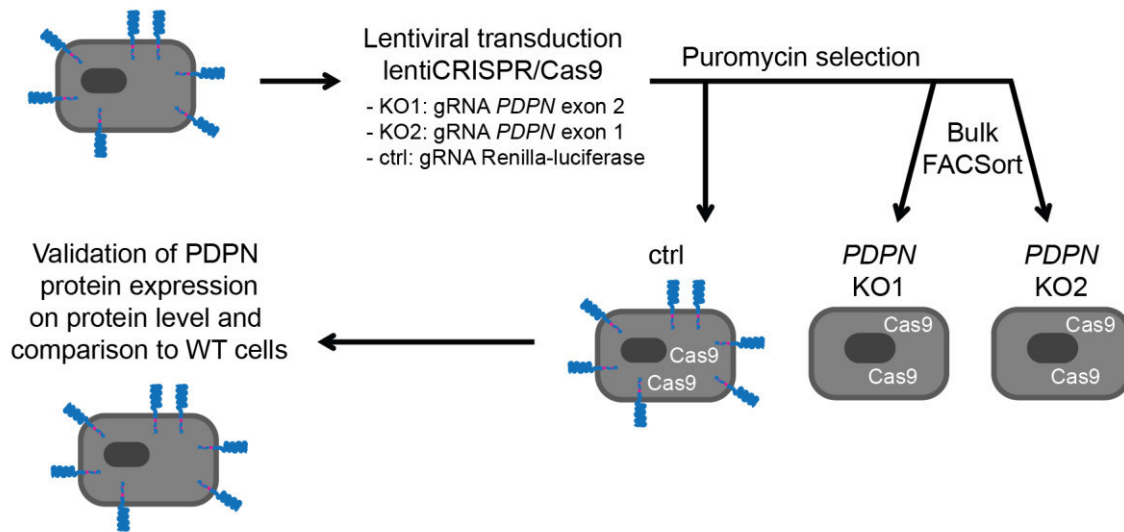 Lentiviral transduction
lentiCRISPR/Cas9
- KO1: gRNA PDPN exon 2
- KO2: gRNA PDPN exon 1
- ctrl: gRNA Renilla-luciferase
Puromycin selection
Bulk
FACSort
ctrl
PDPN
KO1
PDPN
KO2
Cas9
Cas9
Cas9
Cas9
Cas9
Cas9
Validation of PDPN
protein expression
on protein level and
comparison to WT cells